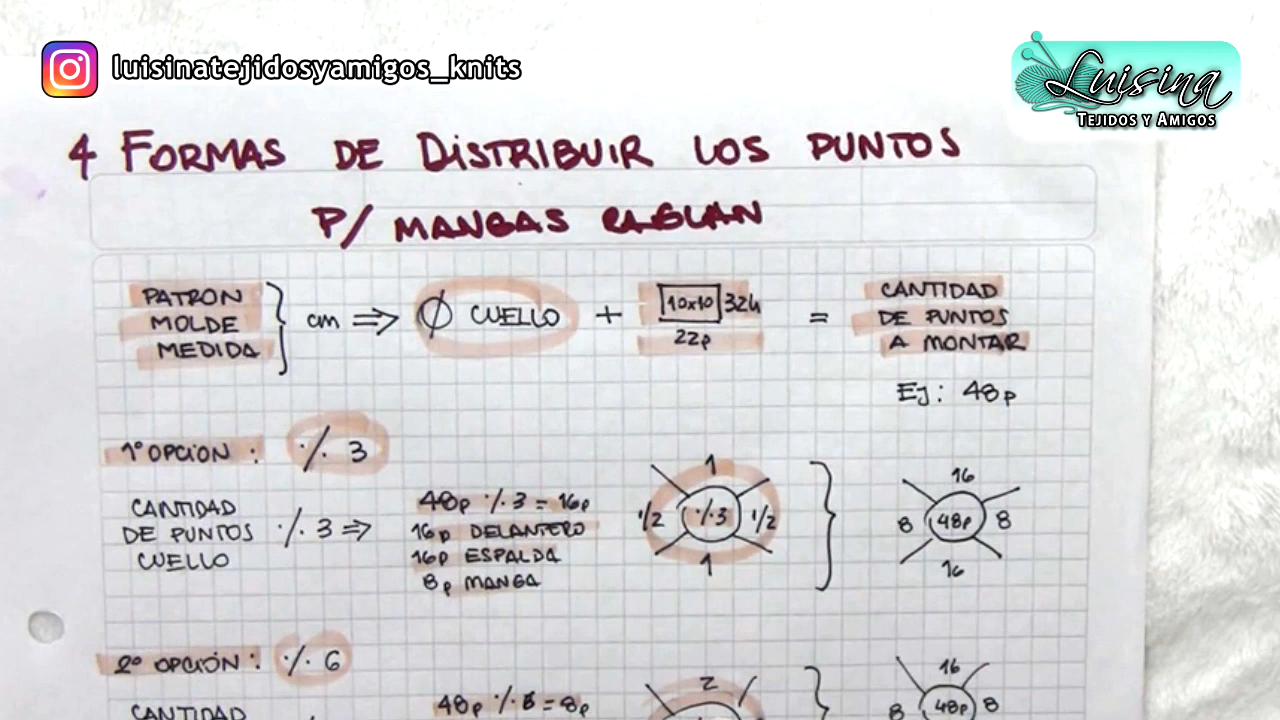 luisinatejidosyamigos_knits
Luisina
TEJIDOS Y AMIGOS
4 FORMAS DE DISTRIBUIR LOS PUNTOS
P/ MANGAS RAGLAN
PATRON
MOLDE
MEDIDA
cm ⇒ Ø CUELLO +
10x10 32h
22p
=
CANTIDAD
DE PUNTOS
A MONTAR
Ej: 48p
1º OPCION : ·/. 3
CANTIDAD
DE PUNTOS
CUELLO
·/. 3 ⇒
48p ·/. 3 = 16p
16p DELANTERO
16p ESPALDA
8p MANGA
1
1/2 ·/. 3 1/2
1
16
8 48p 8
16
2º OPCIÓN : ·/. 6
CANTIDAD
48p ·/. 6 = 8p
2
16
8 48p 8